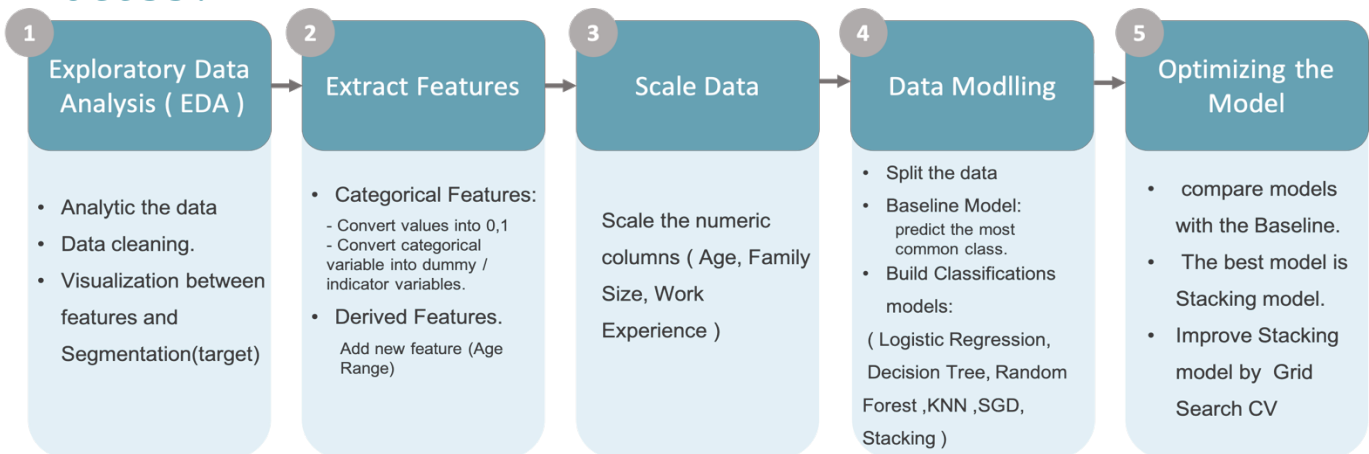 1
Exploratory Data
Analysis ( EDA )
• Analytic the data
• Data cleaning.
• Visualization between
features and
Segmentation(target)
2
Extract Features
• Categorical Features:
- Convert values into 0,1
- Convert categorical
variable into dummy /
indicator variables.
• Derived Features.
Add new feature (Age
Range)
3
Scale Data
Scale the numeric
columns ( Age, Family
Size, Work
Experience )
4
Data Modlling
• Split the data
• Baseline Model:
predict the most
common class.
• Build Classifications
models:
( Logistic Regression,
Decision Tree, Random
Forest ,KNN ,SGD,
Stacking )
5
Optimizing the
Model
• compare models
with the Baseline.
• The best model is
Stacking model.
• Improve Stacking
model by Grid
Search CV